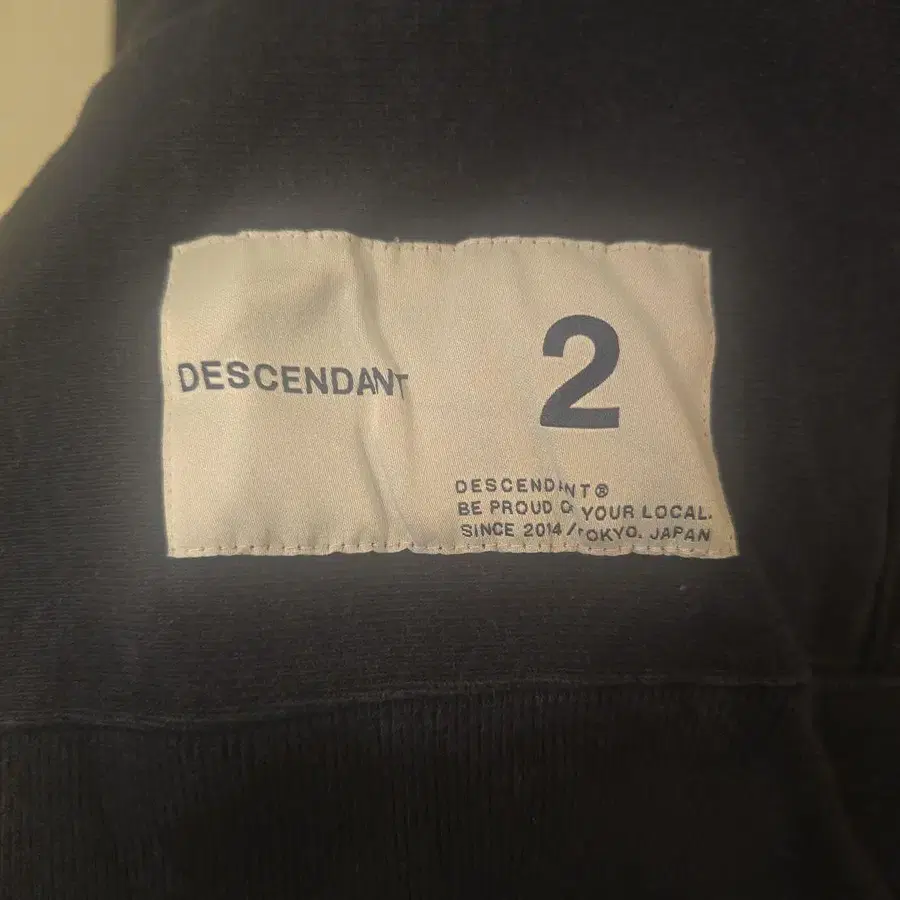 DESCENDANT
2
DESCENDANT®
BE PROUD OF YOUR LOCAL.
SINCE 2014/TOKYO, JAPAN